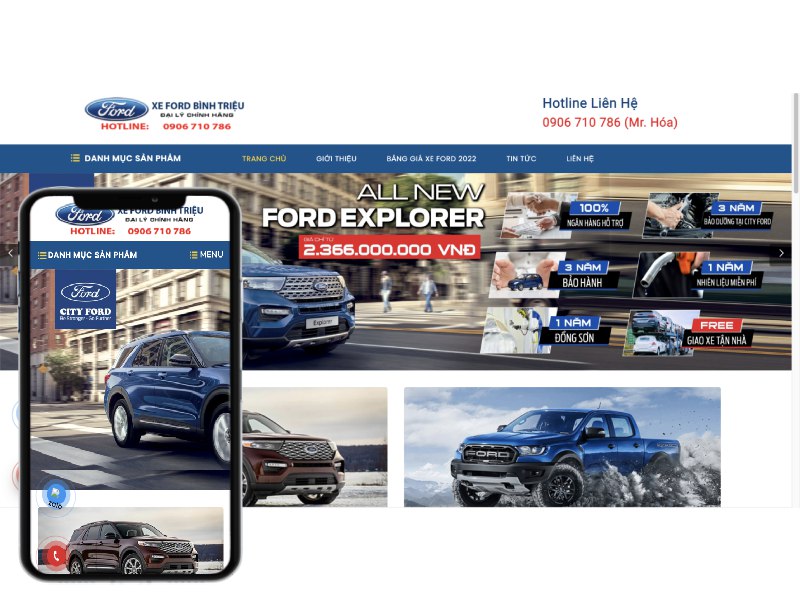 Ford
XE FORD BÌNH TRIỆU
ĐẠI LÝ CHÍNH HÃNG
HOTLINE: 0906 710 786
Hotline Liên Hệ
0906 710 786 (Mr. Hóa)
DANH MỤC SẢN PHẨM
TRANG CHỦ
GIỚI THIỆU
BẢNG GIÁ XE FORD 2022
TIN TỨC
LIÊN HỆ
ALL NEW
FORD EXPLORER
GIÁ CHỈ TỪ
2.366.000.000 VNĐ
Explorer
100%
NGÂN HÀNG HỖ TRỢ
3 NĂM
BẢO DƯỠNG TẠI CITY FORD
3 NĂM
BẢO HÀNH
1 NĂM
NHIÊN LIỆU MIỄN PHÍ
1 NĂM
ĐỒNG SƠN
FREE
GIAO XE TẬN NHÀ
FORD
Ford
XE FORD BÌNH TRIỆU
ĐẠI LÝ CHÍNH HÃNG
HOTLINE: 0906 710 786
DANH MỤC SẢN PHẨM
MENU
Ford
CITY FORD
Be Stronger - Go Further
Zalo